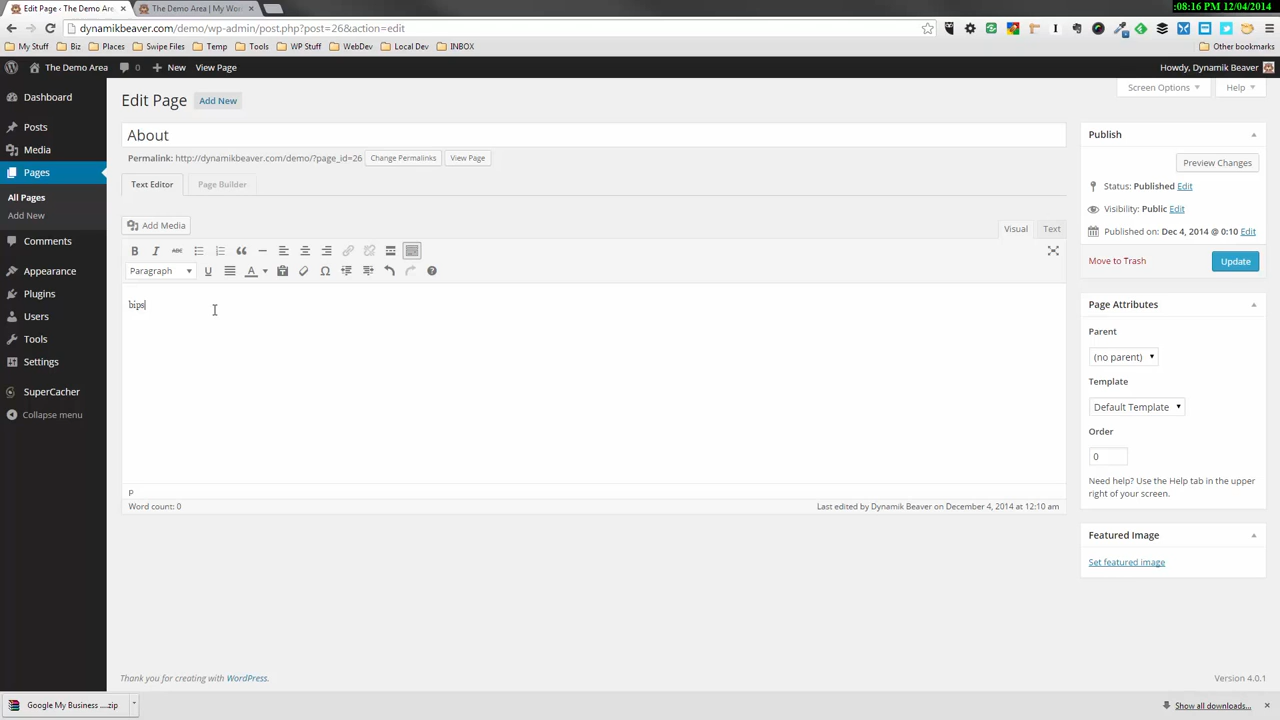 :08:16 PM 12/04/2014
Edit Page ‹ The Demo Area
The Demo Area | My Wor
dynamikbeaver.com/demo/wp-admin/post.php?post=26&action=edit
My Stuff Biz Places Swipe Files Temp Tools WP Stuff WebDev Local Dev INBOX Other bookmarks
The Demo Area 0 New View Page Howdy, Dynamik Beaver
Dashboard
Posts
Media
Pages
All Pages
Add New
Comments
Appearance
Plugins
Users
Tools
Settings
SuperCacher
Collapse menu
Screen Options Help
Edit Page Add New
About
Permalink: http://dynamikbeaver.com/demo/?page_id=26 Change Permalinks View Page
Text Editor Page Builder
Add Media Visual Text
B I ABC
Paragraph U A
bips
p
Word count: 0 Last edited by Dynamik Beaver on December 4, 2014 at 12:10 am
Publish
Preview Changes
Status: Published Edit
Visibility: Public Edit
Published on: Dec 4, 2014 @ 0:10 Edit
Move to Trash Update
Page Attributes
Parent
(no parent)
Template
Default Template
Order
0
Need help? Use the Help tab in the upper
right of your screen.
Featured Image
Set featured image
Thank you for creating with WordPress. Version 4.0.1
Google My Business ....zip Show all downloads...